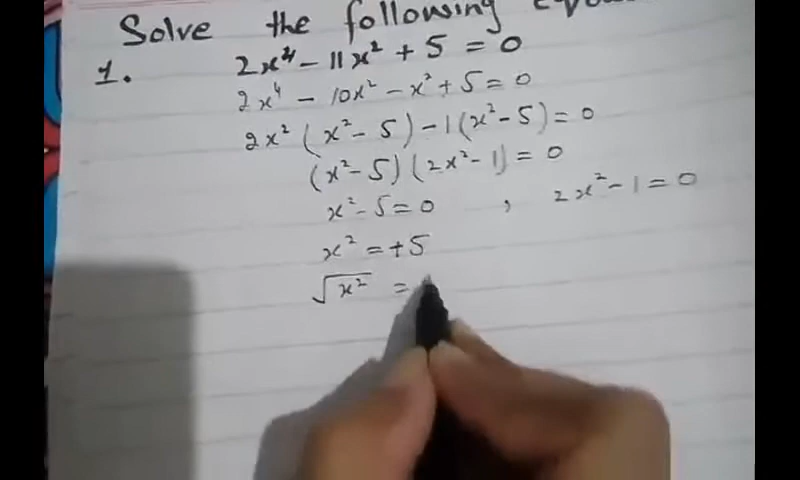 Solve the following
1. 2x⁴ - 11x² + 5 = 0
2x⁴ - 10x² - x² + 5 = 0
2x² (x² - 5) - 1 (x² - 5) = 0
(x² - 5) (2x² - 1) = 0
x² - 5 = 0 , 2x² - 1 = 0
x² = +5
√x² =